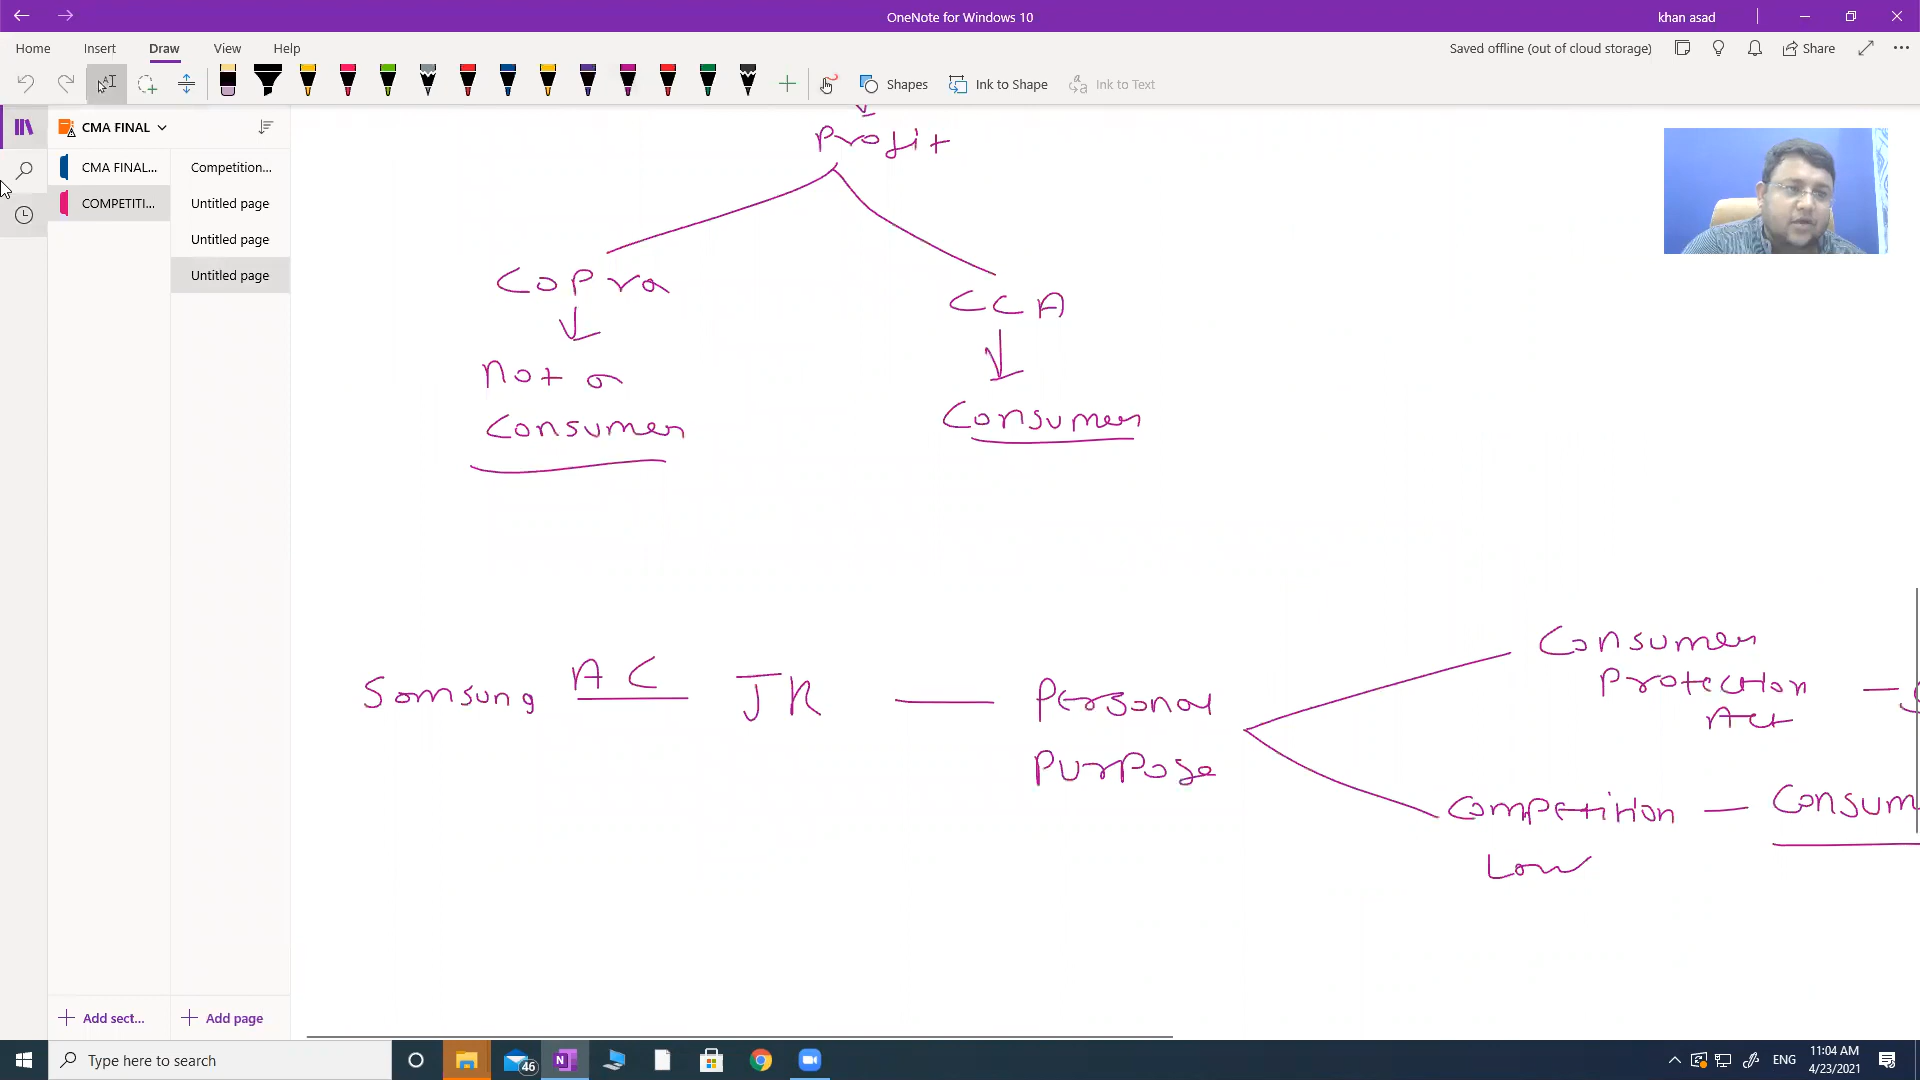 OneNote for Windows 10
khan asad
Home Insert Draw View Help
Saved offline (out of cloud storage)
Share
Shapes
Ink to Shape
Ink to Text
CMA FINAL
CMA FINAL...
COMPETITI...
Competition...
Untitled page
Untitled page
Untitled page
Profit
CoPra
CCA
Not a
Consumer
Consumer
Samsung AC JK
Personal
Purpose
Consumer
Protection
Act
Competition
Law
Consum
Add sect...
Add page
Type here to search
46
ENG
11:04 AM
4/23/2021